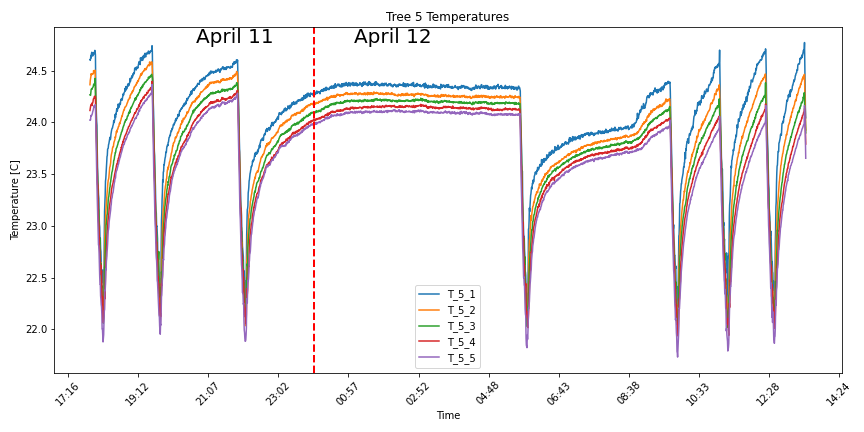 Tree 5 Temperatures
April 11
April 12
Temperature [C]
24.5
24.0
23.5
23.0
22.5
22.0
T_5_1
T_5_2
T_5_3
T_5_4
T_5_5
17:16
19:12
21:07
23:02
00:57
02:52
04:48
06:43
08:38
10:33
12:28
14:24
Time